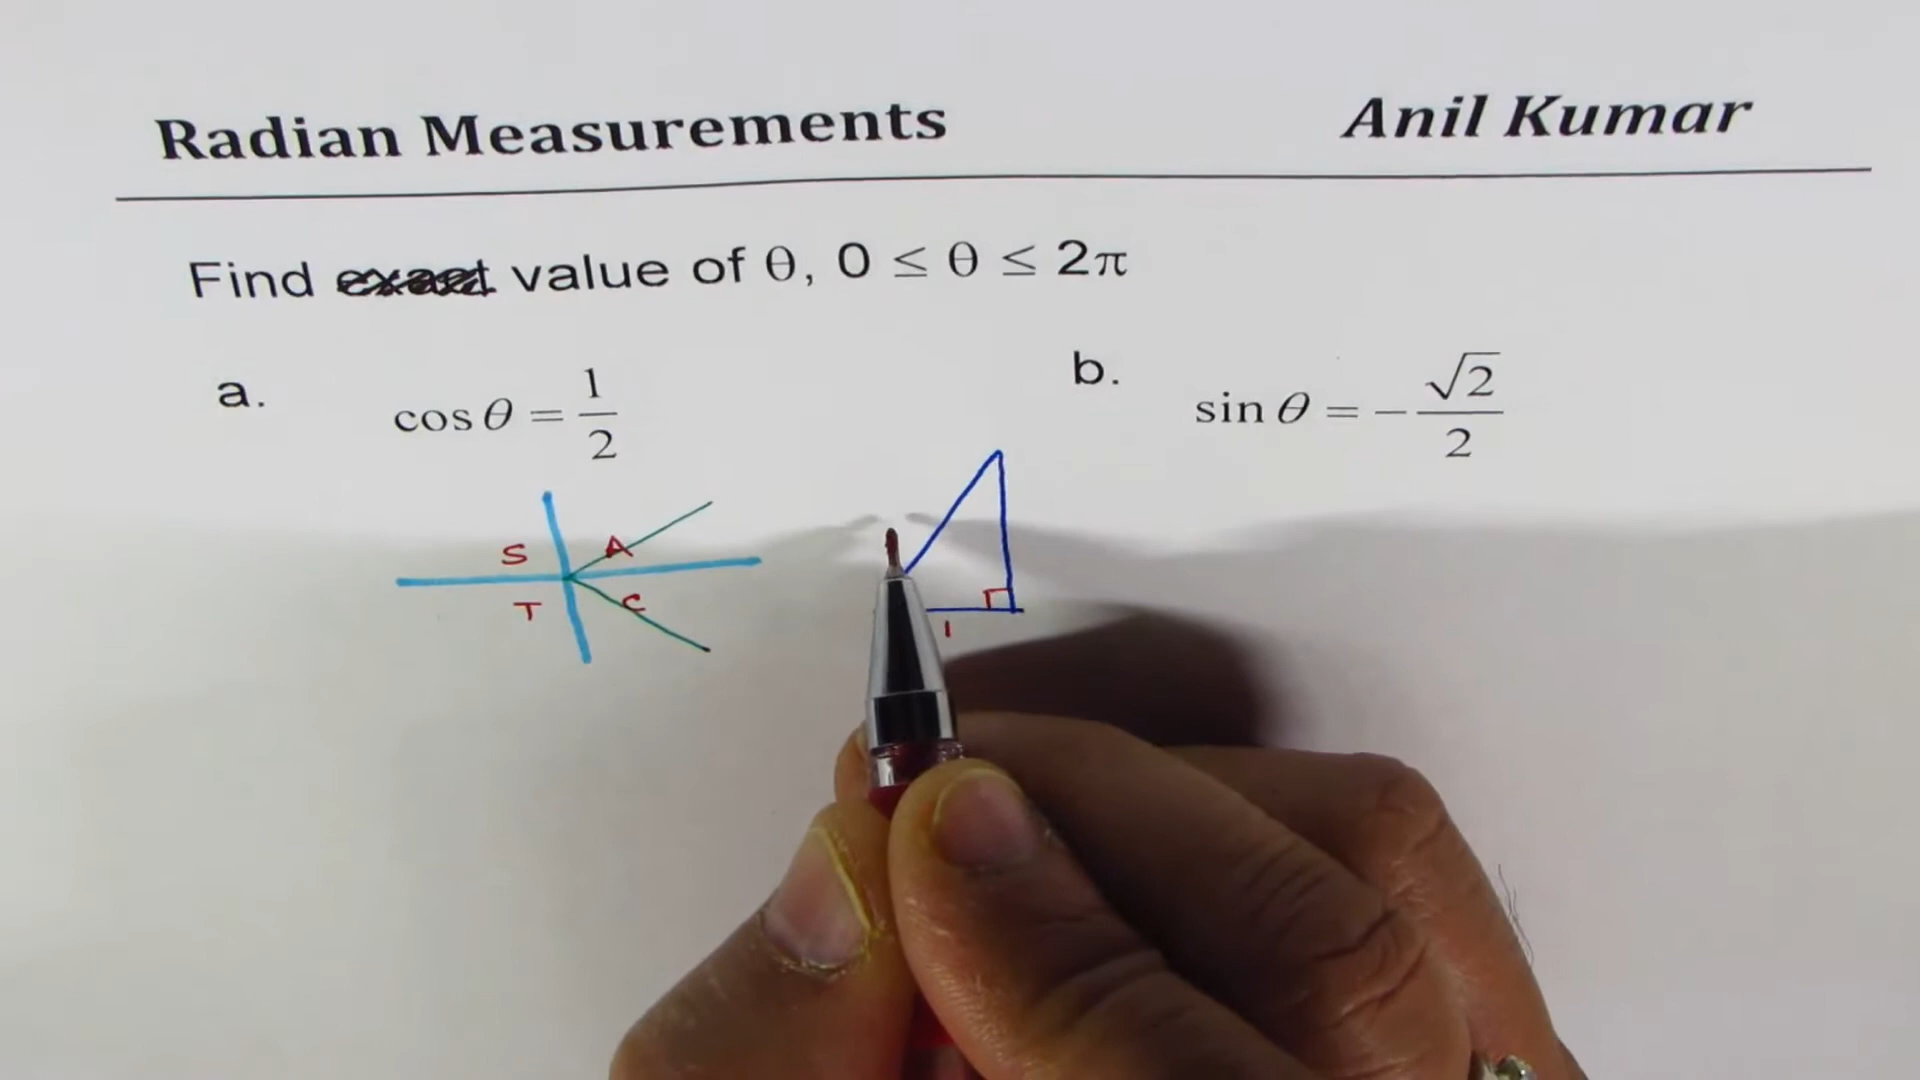 Radian Measurements Anil Kumar
Find exact value of θ, 0 ≤ θ ≤ 2π
a. cos θ = 1/2
b. sin θ = -√2/2
S A
T C
1